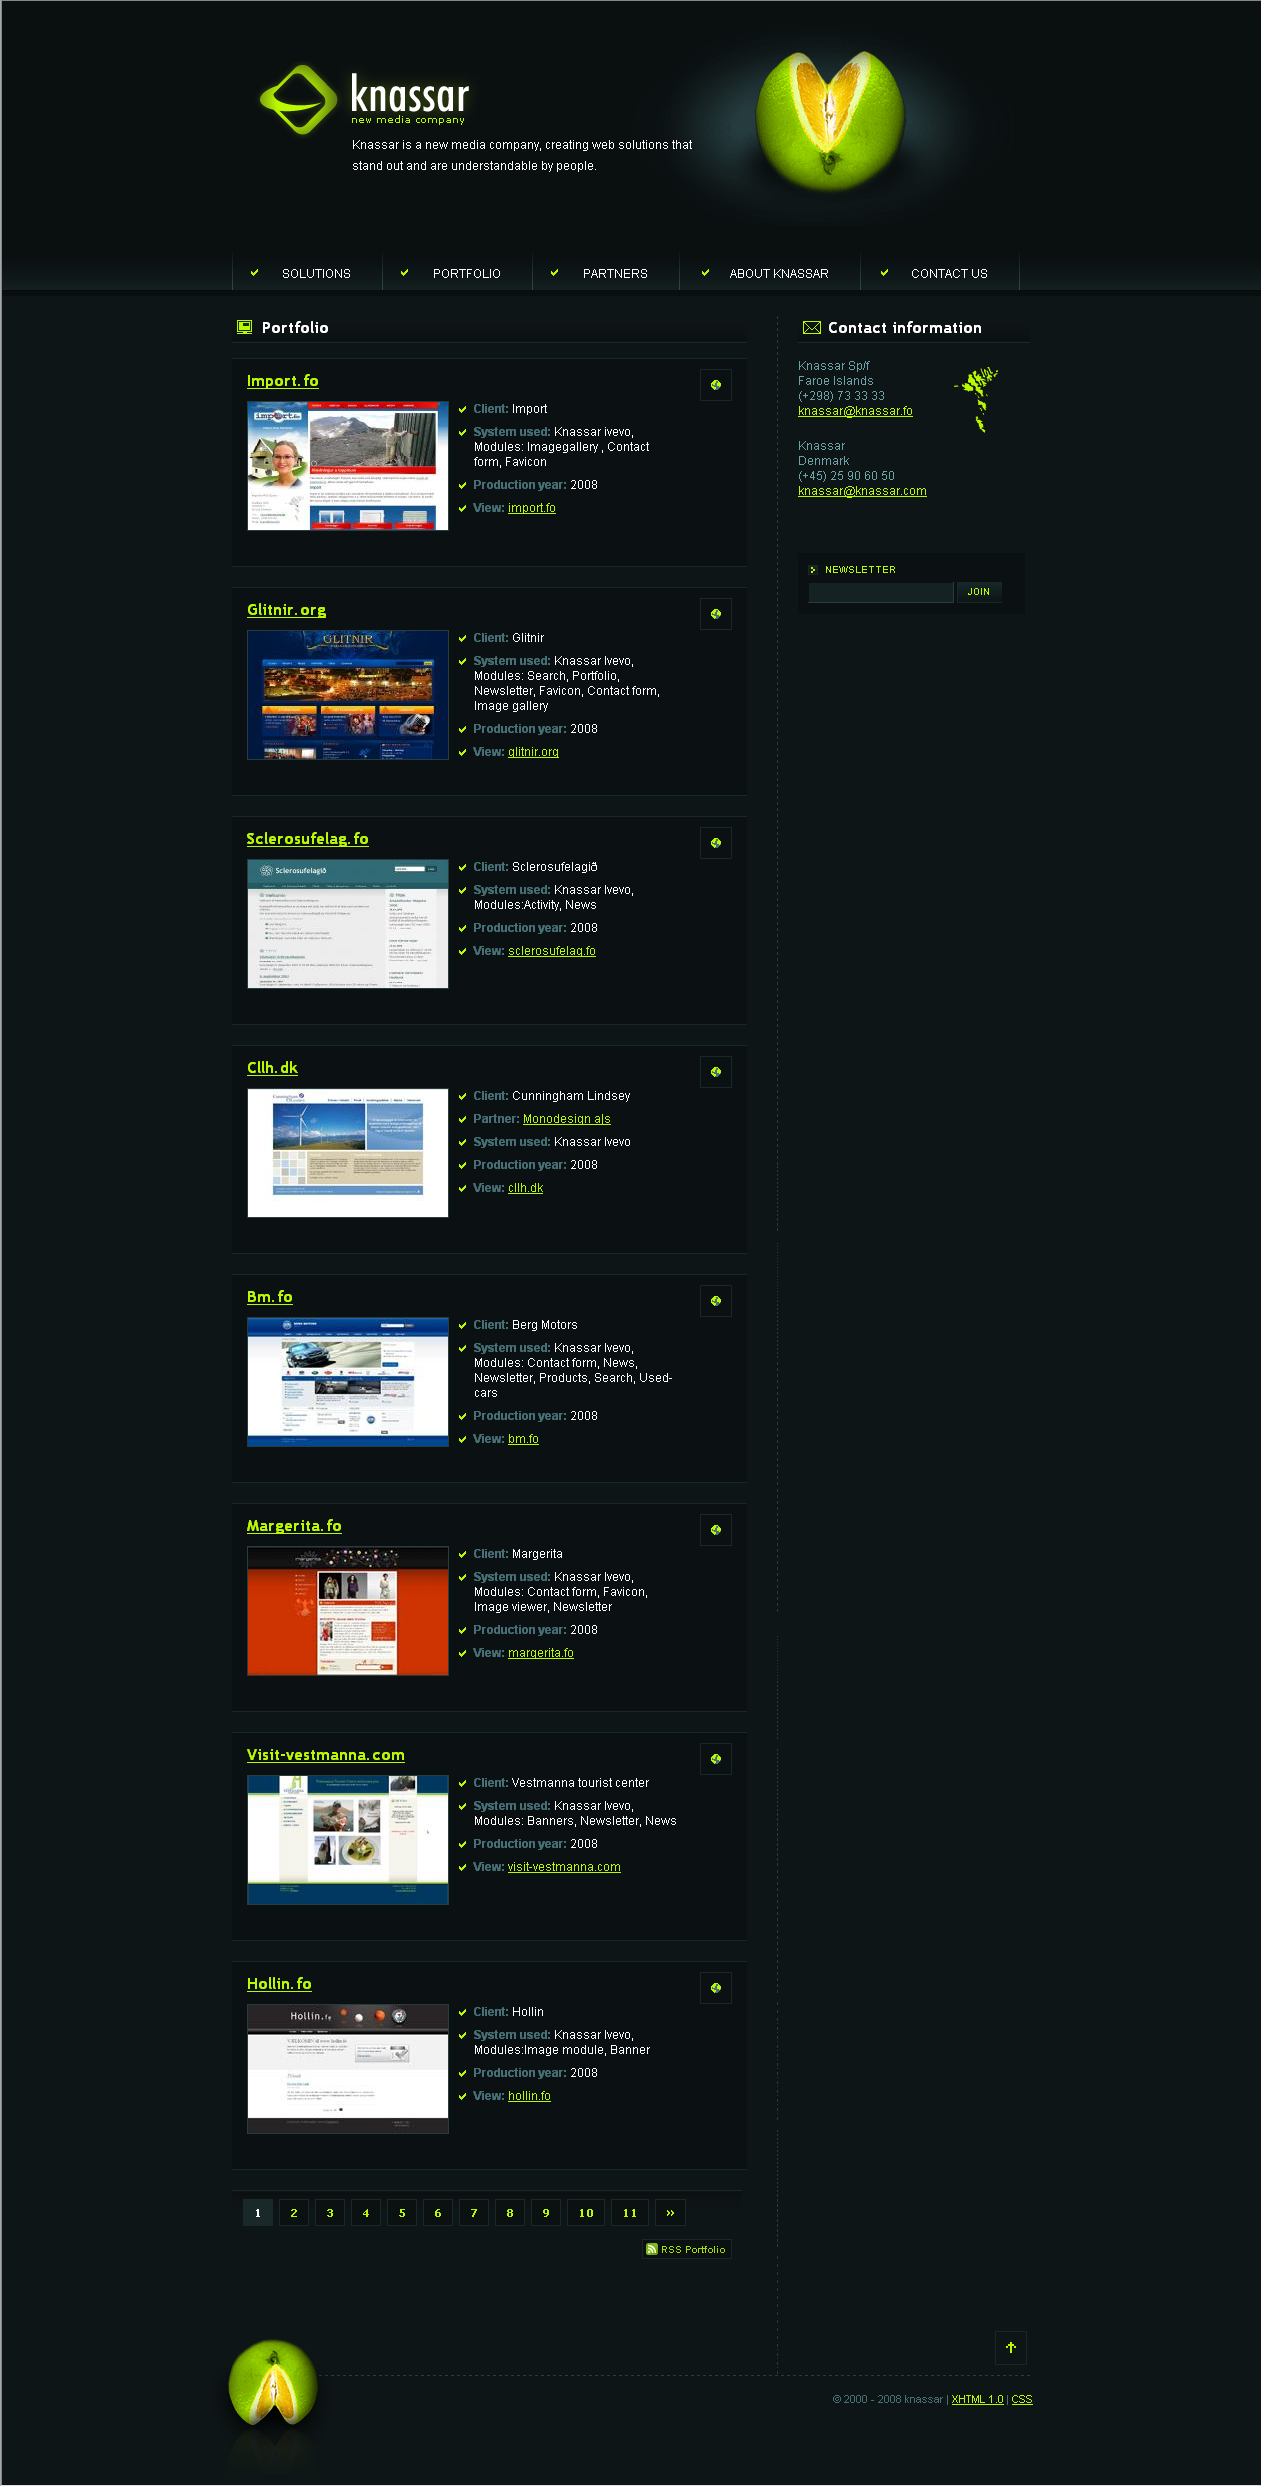 knassar
new media company
Knassar is a new media company, creating web solutions that
stand out and are understandable by people.
SOLUTIONS PORTFOLIO PARTNERS ABOUT KNASSAR CONTACT US
Portfolio
Import.fo
import
Client: Import
System used: Knassar ivevo,
Modules: Imagegallery , Contact
form, Favicon
Production year: 2008
View: import.fo
Glitnir.org
GLITNIR
Client: Glitnir
System used: Knassar Ivevo,
Modules: Search, Portfolio,
Newsletter, Favicon, Contact form,
Image gallery
Production year: 2008
View: glitnir.org
Sclerosufelag.fo
Sclerosufelagið
Client: Sclerosufelagið
System used: Knassar Ivevo,
Modules:Activity, News
Production year: 2008
View: sclerosufelag.fo
Cllh.dk
Cunningham
Lindsey
Client: Cunningham Lindsey
Partner: Monodesign a|s
System used: Knassar Ivevo
Production year: 2008
View: cllh.dk
Bm.fo
Client: Berg Motors
System used: Knassar Ivevo,
Modules: Contact form, News,
Newsletter, Products, Search, Used-
cars
Production year: 2008
View: bm.fo
Margerita.fo
margerita
Client: Margerita
System used: Knassar Ivevo,
Modules: Contact form, Favicon,
Image viewer, Newsletter
Production year: 2008
View: margerita.fo
Visit-vestmanna.com
Client: Vestmanna tourist center
System used: Knassar Ivevo,
Modules: Banners, Newsletter, News
Production year: 2008
View: visit-vestmanna.com
Hollin.fo
Hollin.fo
Client: Hollin
System used: Knassar Ivevo,
Modules:Image module, Banner
Production year: 2008
View: hollin.fo
1 2 3 4 5 6 7 8 9 10 11 »
RSS Portfolio
Contact information
Knassar Sp/f
Faroe Islands
(+298) 73 33 33
knassar@knassar.fo
Knassar
Denmark
(+45) 25 90 60 50
knassar@knassar.com
NEWSLETTER
JOIN
© 2000 - 2008 knassar | XHTML 1.0 | CSS